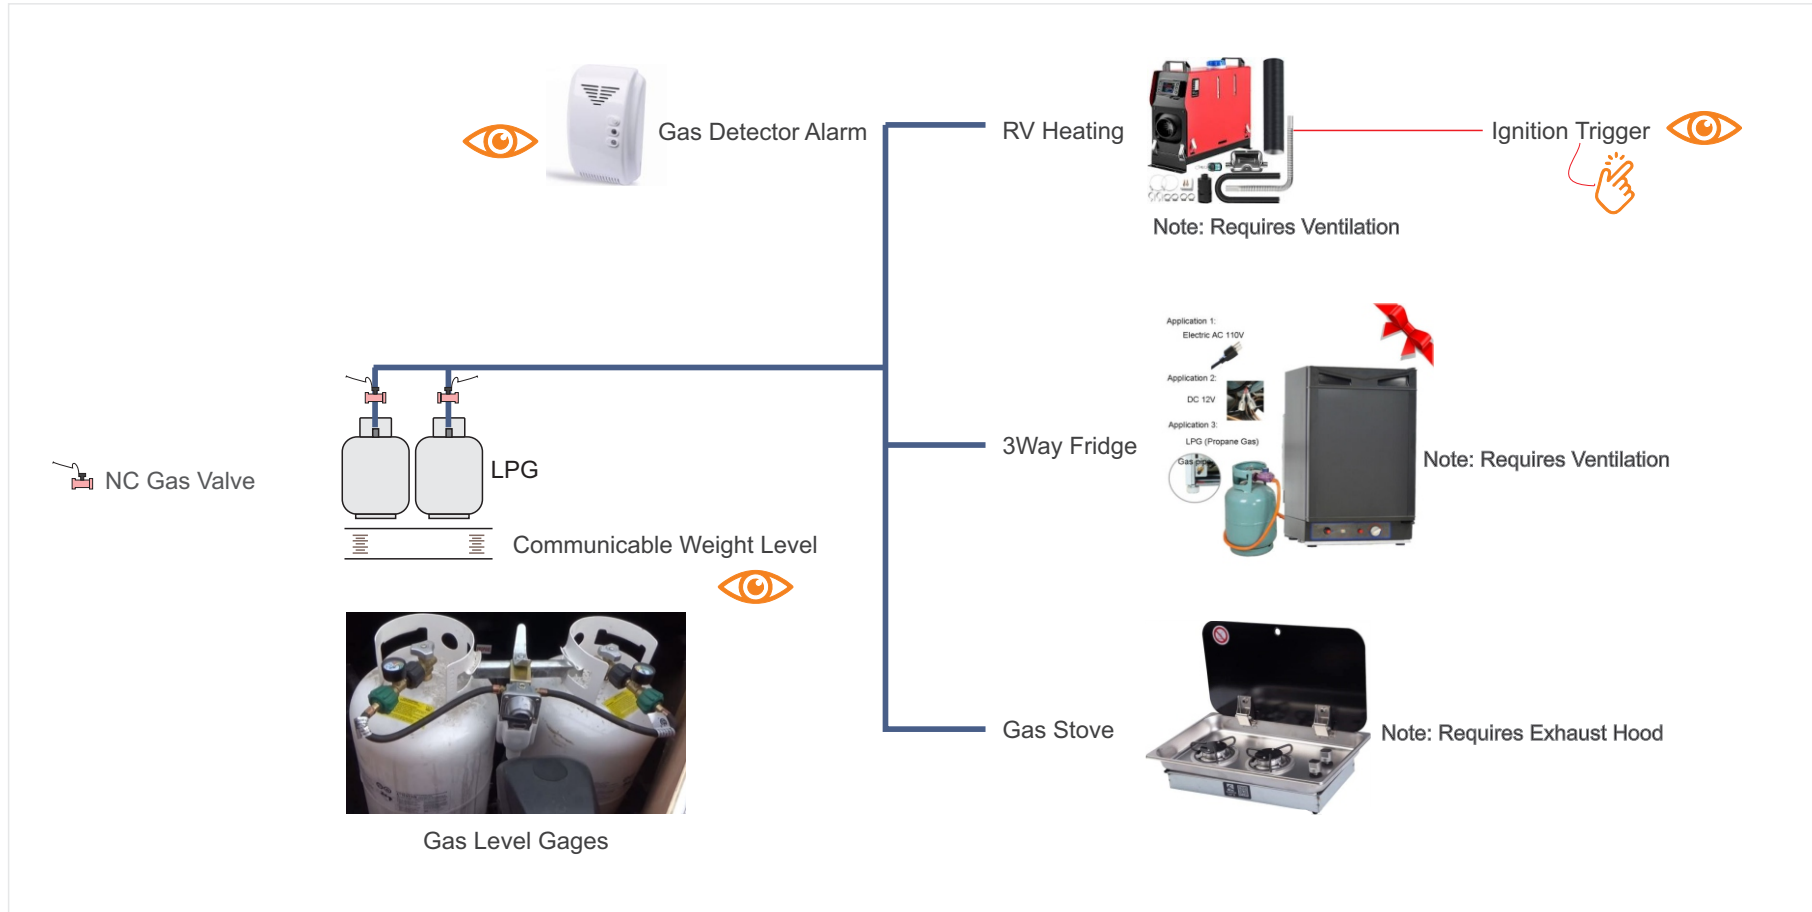 Gas Detector Alarm
RV Heating
Ignition Trigger
Note: Requires Ventilation
Application 1:
Electric AC 110V
Application 2:
DC 12V
Application 3:
LPG (Propane Gas)
3Way Fridge
Note: Requires Ventilation
NC Gas Valve
LPG
Communicable Weight Level
Gas Stove
Note: Requires Exhaust Hood
Gas Level Gages